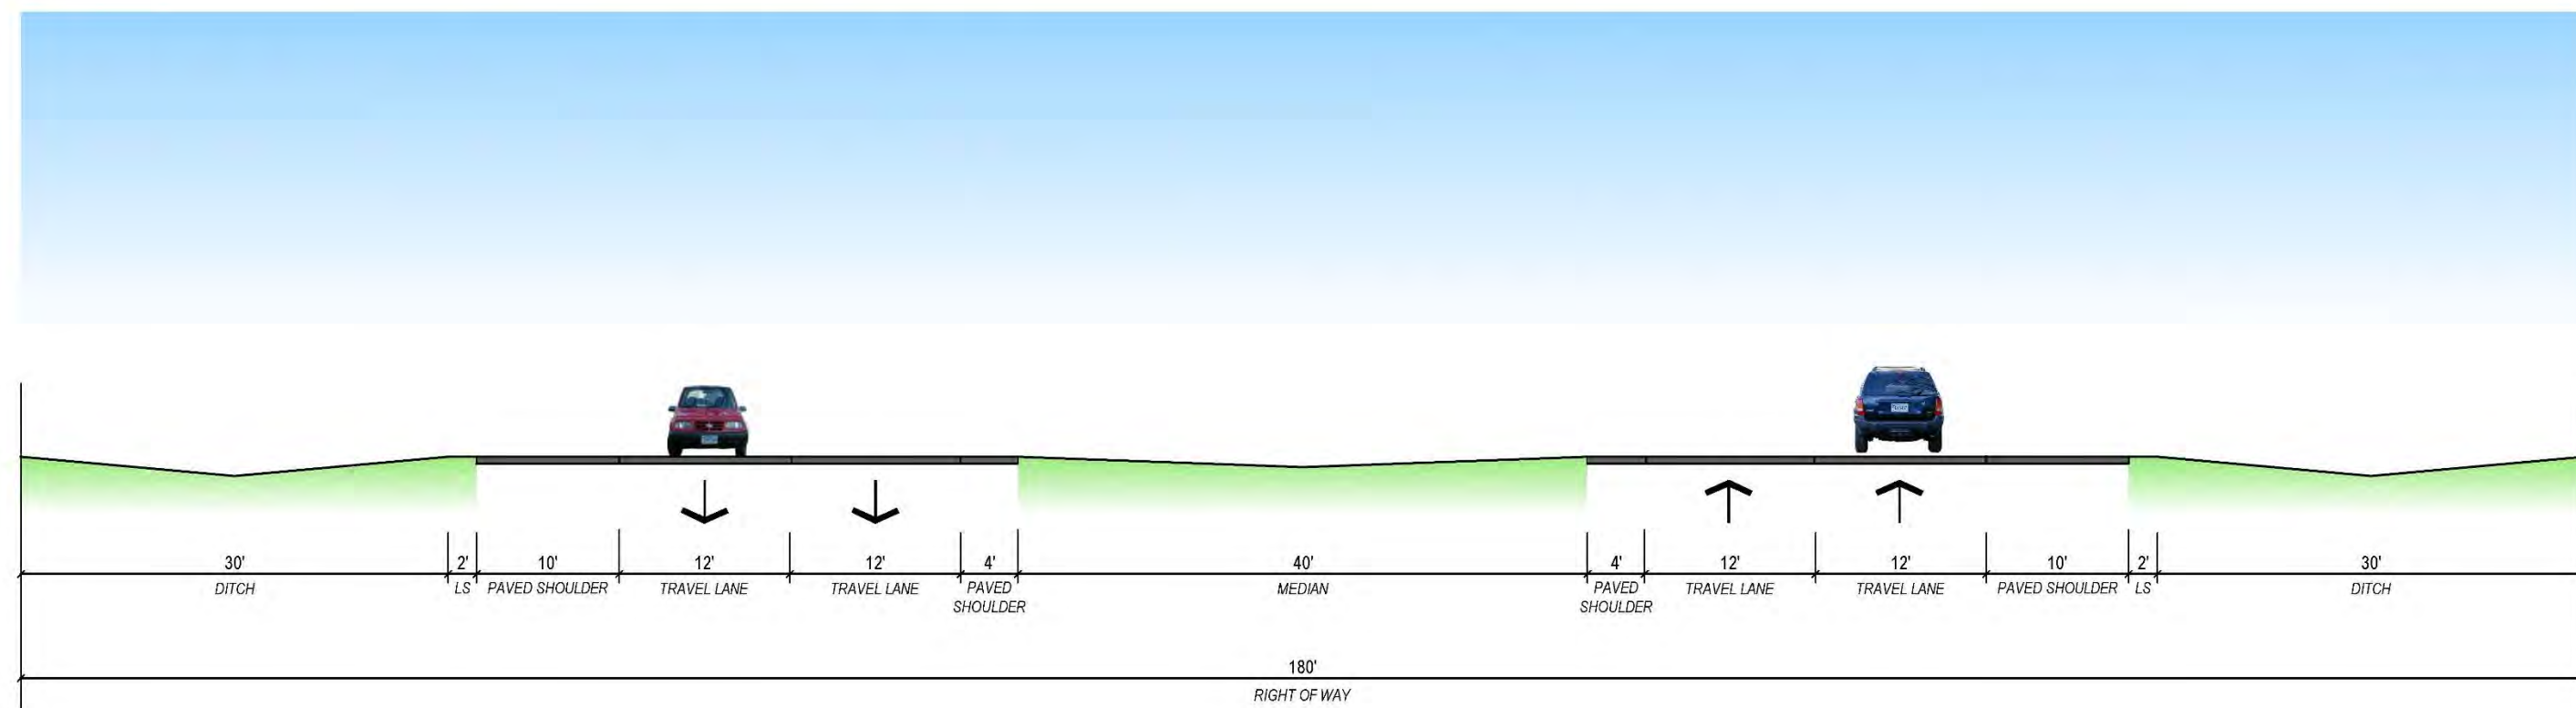 30' 2' 10' 12' 12' 4' 40' 4' 12' 12' 10' 2' 30'
DITCH LS PAVED SHOULDER TRAVEL LANE TRAVEL LANE PAVED MEDIAN PAVED TRAVEL LANE TRAVEL LANE PAVED SHOULDER LS DITCH
SHOULDER SHOULDER
180'
RIGHT OF WAY